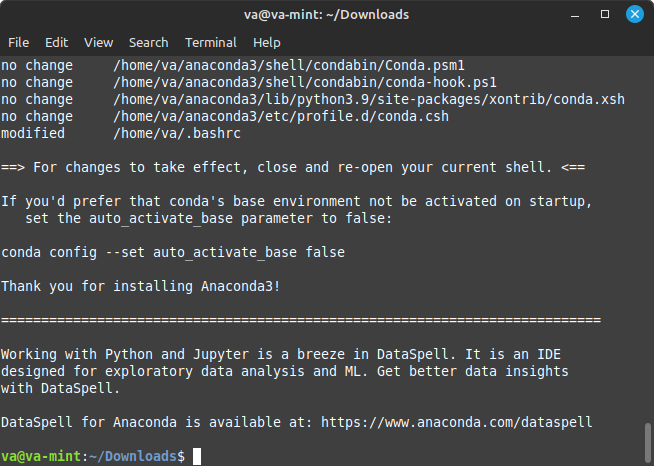 va@va-mint: ~/Downloads
File Edit View Search Terminal Help
no change     /home/va/anaconda3/shell/condabin/Conda.psm1
no change     /home/va/anaconda3/shell/condabin/conda-hook.ps1
no change     /home/va/anaconda3/lib/python3.9/site-packages/xontrib/conda.xsh
no change     /home/va/anaconda3/etc/profile.d/conda.csh
modified      /home/va/.bashrc
==> For changes to take effect, close and re-open your current shell. <==
If you'd prefer that conda's base environment not be activated on startup,
   set the auto_activate_base parameter to false:
conda config --set auto_activate_base false
Thank you for installing Anaconda3!
===========================================================================
Working with Python and Jupyter is a breeze in DataSpell. It is an IDE
designed for exploratory data analysis and ML. Get better data insights
with DataSpell.
DataSpell for Anaconda is available at: https://www.anaconda.com/dataspell
va@va-mint:~/Downloads$